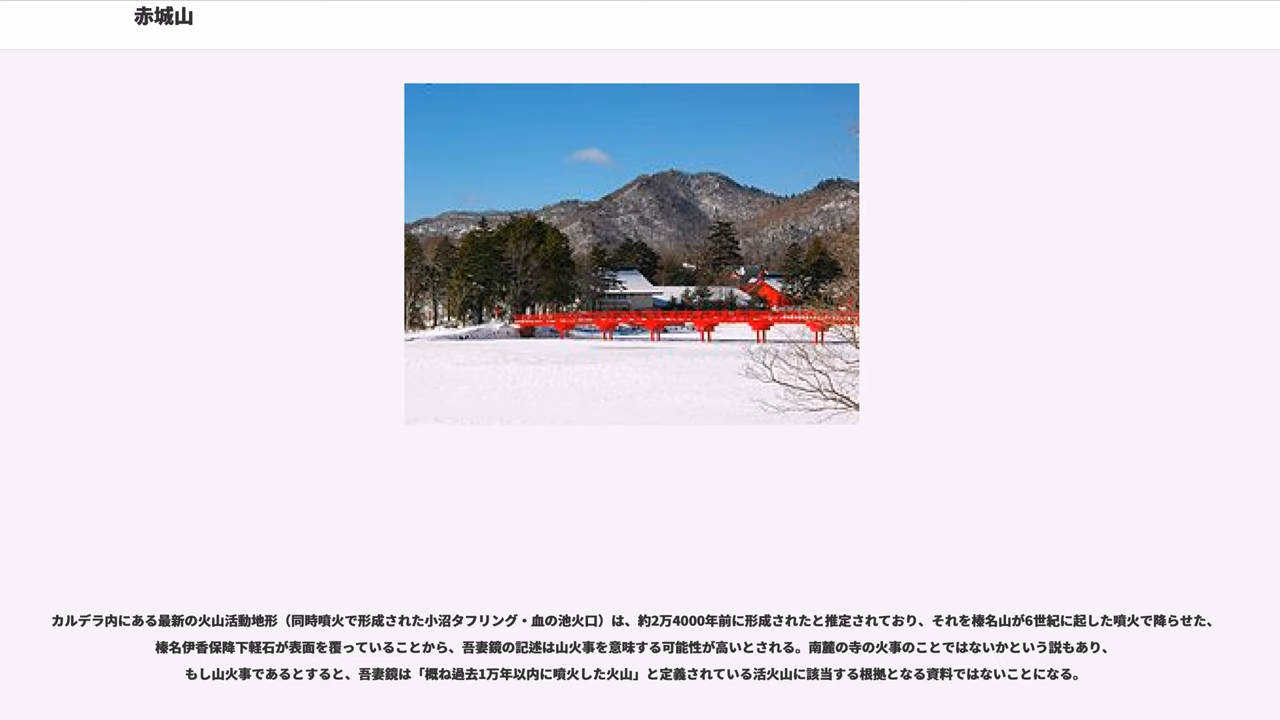 赤城山
カルデラ内にある最新の火山活動地形（同時噴火で形成された小沼タフリング・血の池火口）は、約2万4000年前に形成されたと推定されており、それを榛名山が6世紀に起した噴火で降らせた、
榛名伊香保降下軽石が表面を覆っていることから、吾妻鏡の記述は山火事を意味する可能性が高いとされる。南麓の寺の火事のことではないかという説もあり、
もし山火事であるとすると、吾妻鏡は「概ね過去1万年以内に噴火した火山」と定義されている活火山に該当する根拠となる資料ではないことになる。